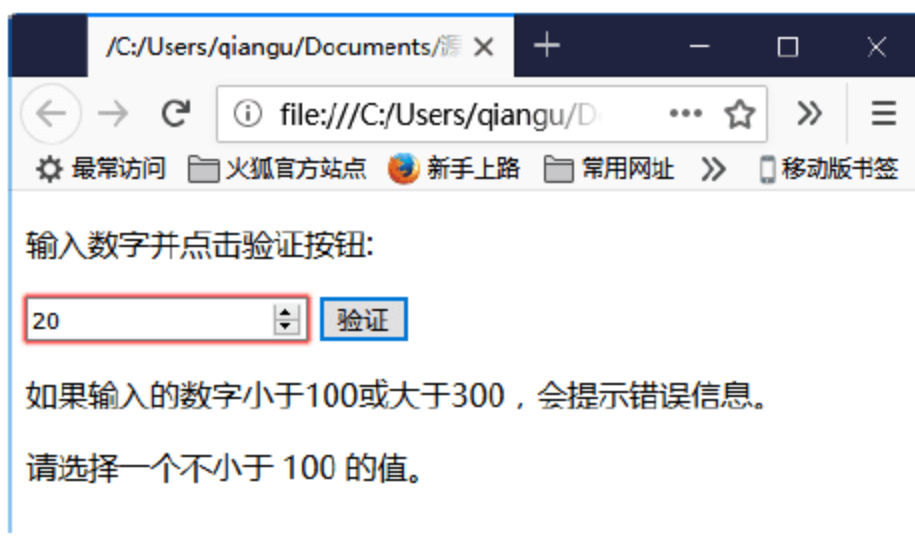 /C:/Users/qiangu/Documents/源
file:///C:/Users/qiangu/D
最常访问 火狐官方站点 新手上路 常用网址 移动版书签
输入数字并点击验证按钮:
20 验证
如果输入的数字小于100或大于300，会提示错误信息。
请选择一个不小于 100 的值。